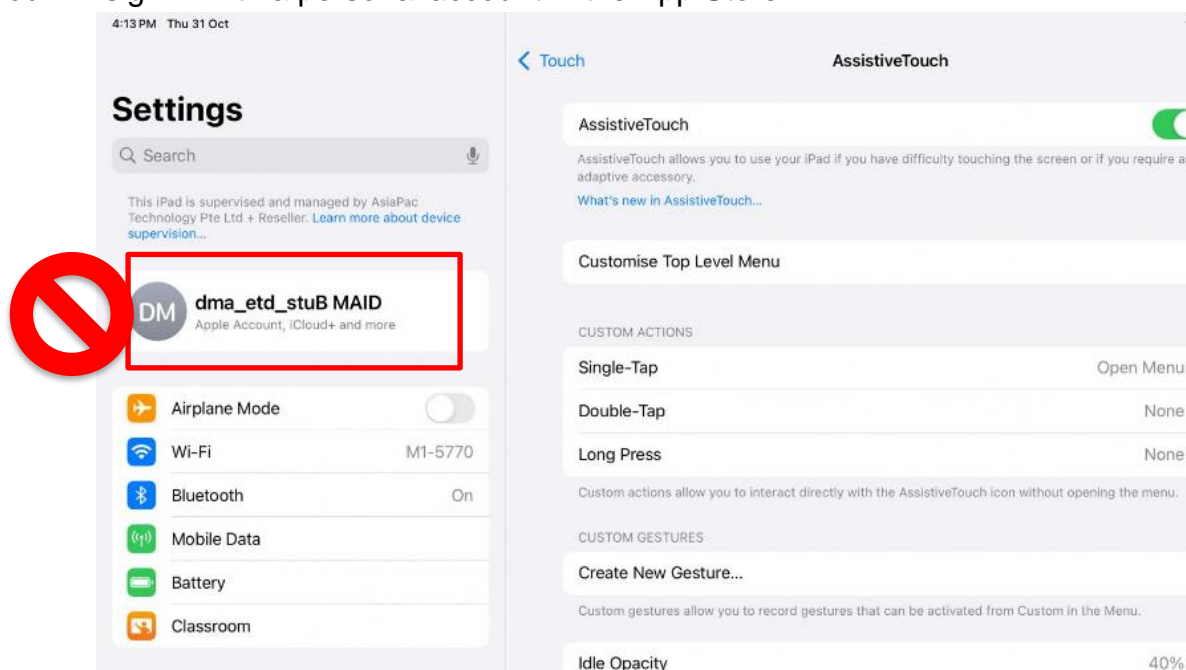 4:13 PM Thu 31 Oct
Touch
AssistiveTouch
Settings
Search
This iPad is supervised and managed by AsiaPac
Technology Pte Ltd + Reseller. Learn more about device
supervision...
DM
dma_etd_stuB MAID
Apple Account, iCloud+ and more
Airplane Mode
Wi-Fi M1-5770
Bluetooth On
Mobile Data
Battery
Classroom
AssistiveTouch
AssistiveTouch allows you to use your iPad if you have difficulty touching the screen or if you require a
adaptive accessory.
What's new in AssistiveTouch...
Customise Top Level Menu
CUSTOM ACTIONS
Single-Tap Open Menu
Double-Tap None
Long Press None
Custom actions allow you to interact directly with the AssistiveTouch icon without opening the menu.
CUSTOM GESTURES
Create New Gesture...
Custom gestures allow you to record gestures that can be activated from Custom in the Menu.
Idle Opacity 40%